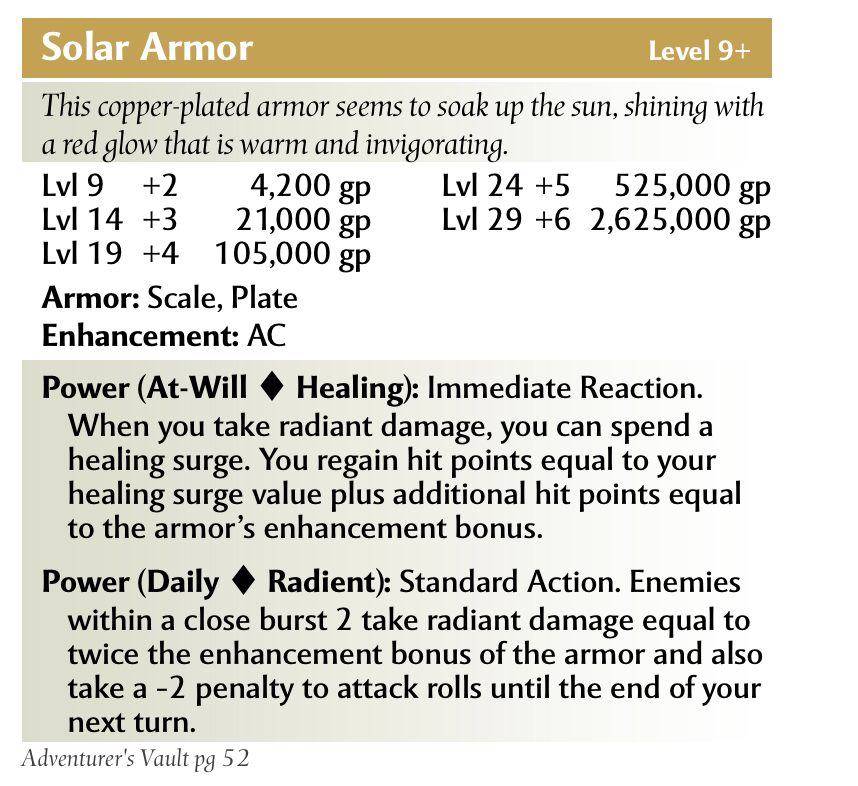 Solar Armor Level 9+
This copper-plated armor seems to soak up the sun, shining with
a red glow that is warm and invigorating.
Lvl 9 +2 4,200 gp Lvl 24 +5 525,000 gp
Lvl 14 +3 21,000 gp Lvl 29 +6 2,625,000 gp
Lvl 19 +4 105,000 gp
Armor: Scale, Plate
Enhancement: AC
Power (At-Will ♦ Healing): Immediate Reaction.
When you take radiant damage, you can spend a
healing surge. You regain hit points equal to your
healing surge value plus additional hit points equal
to the armor's enhancement bonus.
Power (Daily ♦ Radient): Standard Action. Enemies
within a close burst 2 take radiant damage equal to
twice the enhancement bonus of the armor and also
take a -2 penalty to attack rolls until the end of your
next turn.
Adventurer's Vault pg 52